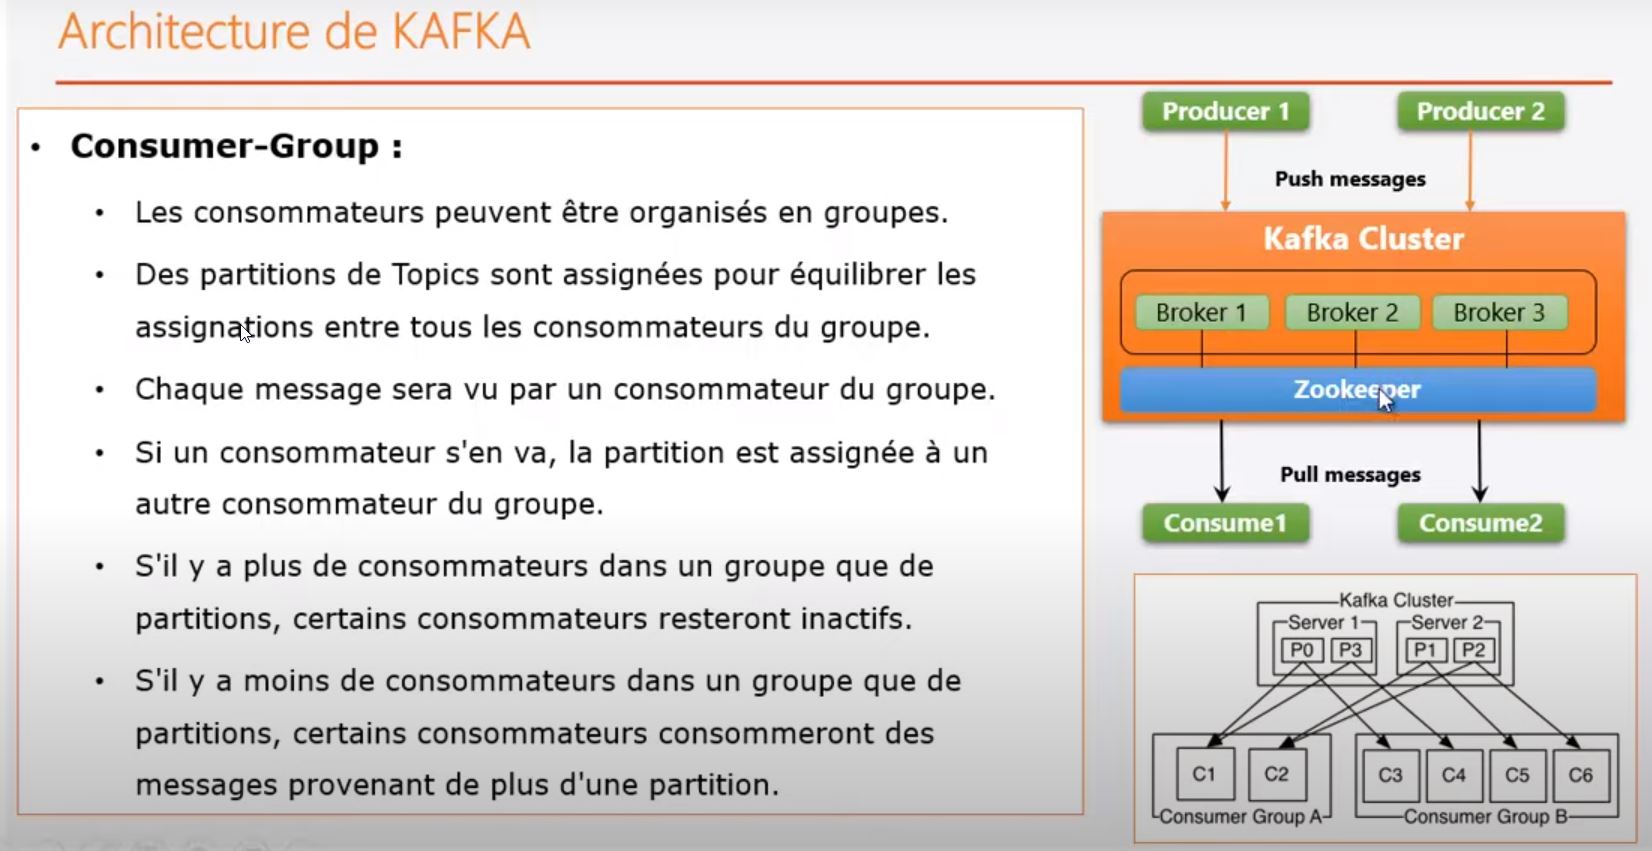 Architecture de KAFKA
• Consumer-Group :
• Les consommateurs peuvent être organisés en groupes.
• Des partitions de Topics sont assignées pour équilibrer les
assignations entre tous les consommateurs du groupe.
• Chaque message sera vu par un consommateur du groupe.
• Si un consommateur s'en va, la partition est assignée à un
autre consommateur du groupe.
• S'il y a plus de consommateurs dans un groupe que de
partitions, certains consommateurs resteront inactifs.
• S'il y a moins de consommateurs dans un groupe que de
partitions, certains consommateurs consommeront des
messages provenant de plus d'une partition.
Producer 1 Producer 2
Push messages
Kafka Cluster
Broker 1 Broker 2 Broker 3
Zookeeper
Pull messages
Consume1 Consume2
Kafka Cluster
Server 1 Server 2
P0 P3 P1 P2
C1 C2 C3 C4 C5 C6
Consumer Group A Consumer Group B